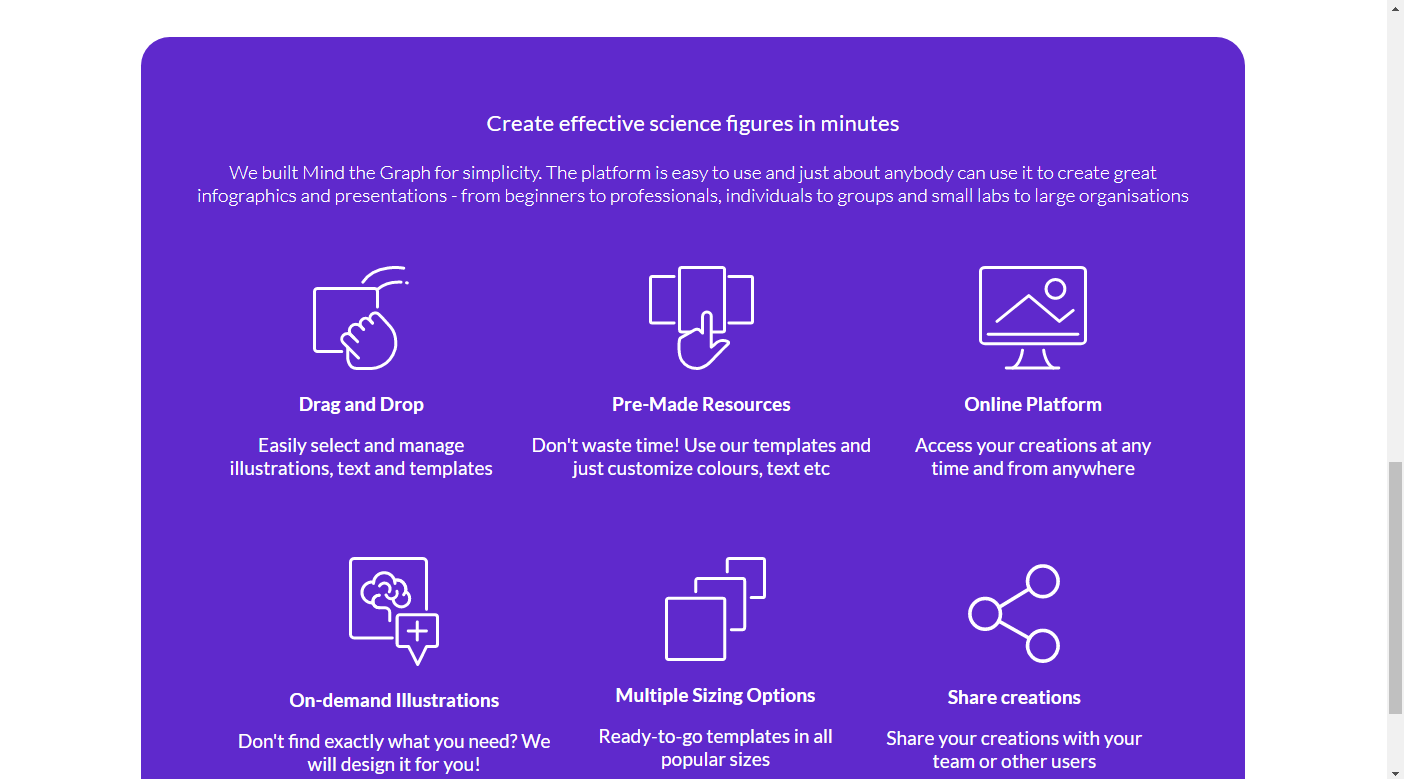 Create effective science figures in minutes
We built Mind the Graph for simplicity. The platform is easy to use and just about anybody can use it to create great
infographics and presentations - from beginners to professionals, individuals to groups and small labs to large organisations
Drag and Drop
Easily select and manage
illustrations, text and templates
Pre-Made Resources
Don't waste time! Use our templates and
just customize colours, text etc
Online Platform
Access your creations at any
time and from anywhere
On-demand Illustrations
Don't find exactly what you need? We
will design it for you!
Multiple Sizing Options
Ready-to-go templates in all
popular sizes
Share creations
Share your creations with your
team or other users